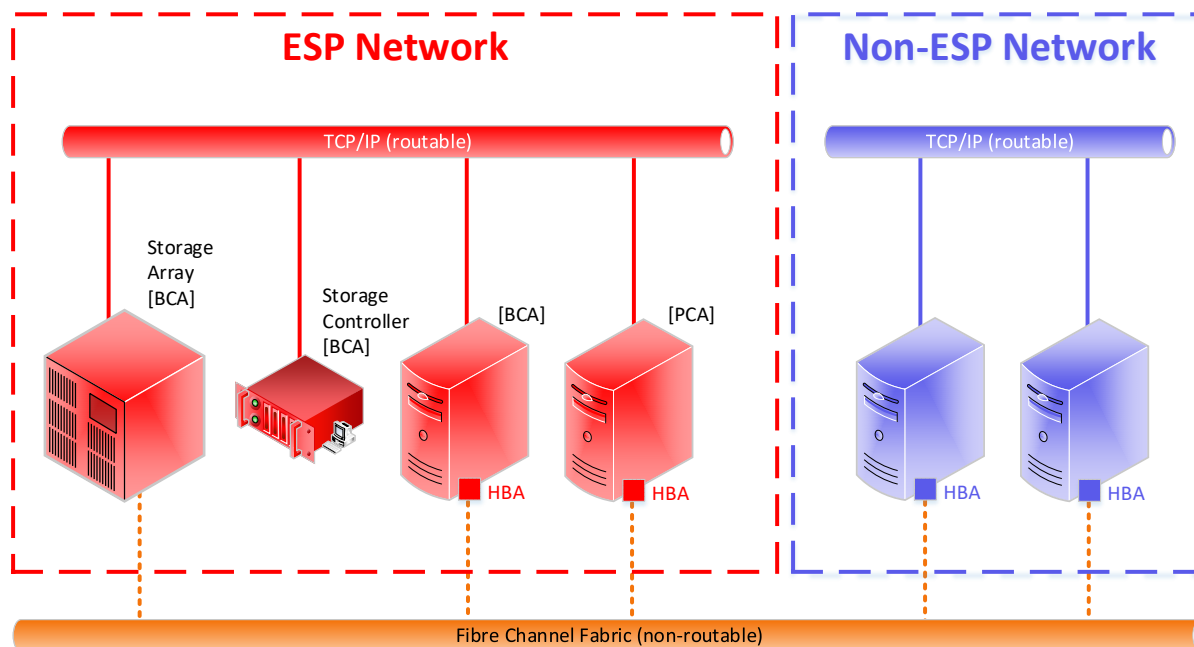 ESP Network
Non-ESP Network
TCP/IP (routable)
TCP/IP (routable)
Storage
Array
[BCA]
Storage
Controller
[BCA]
[BCA]
[PCA]
HBA
HBA
HBA
HBA
Fibre Channel Fabric (non-routable)